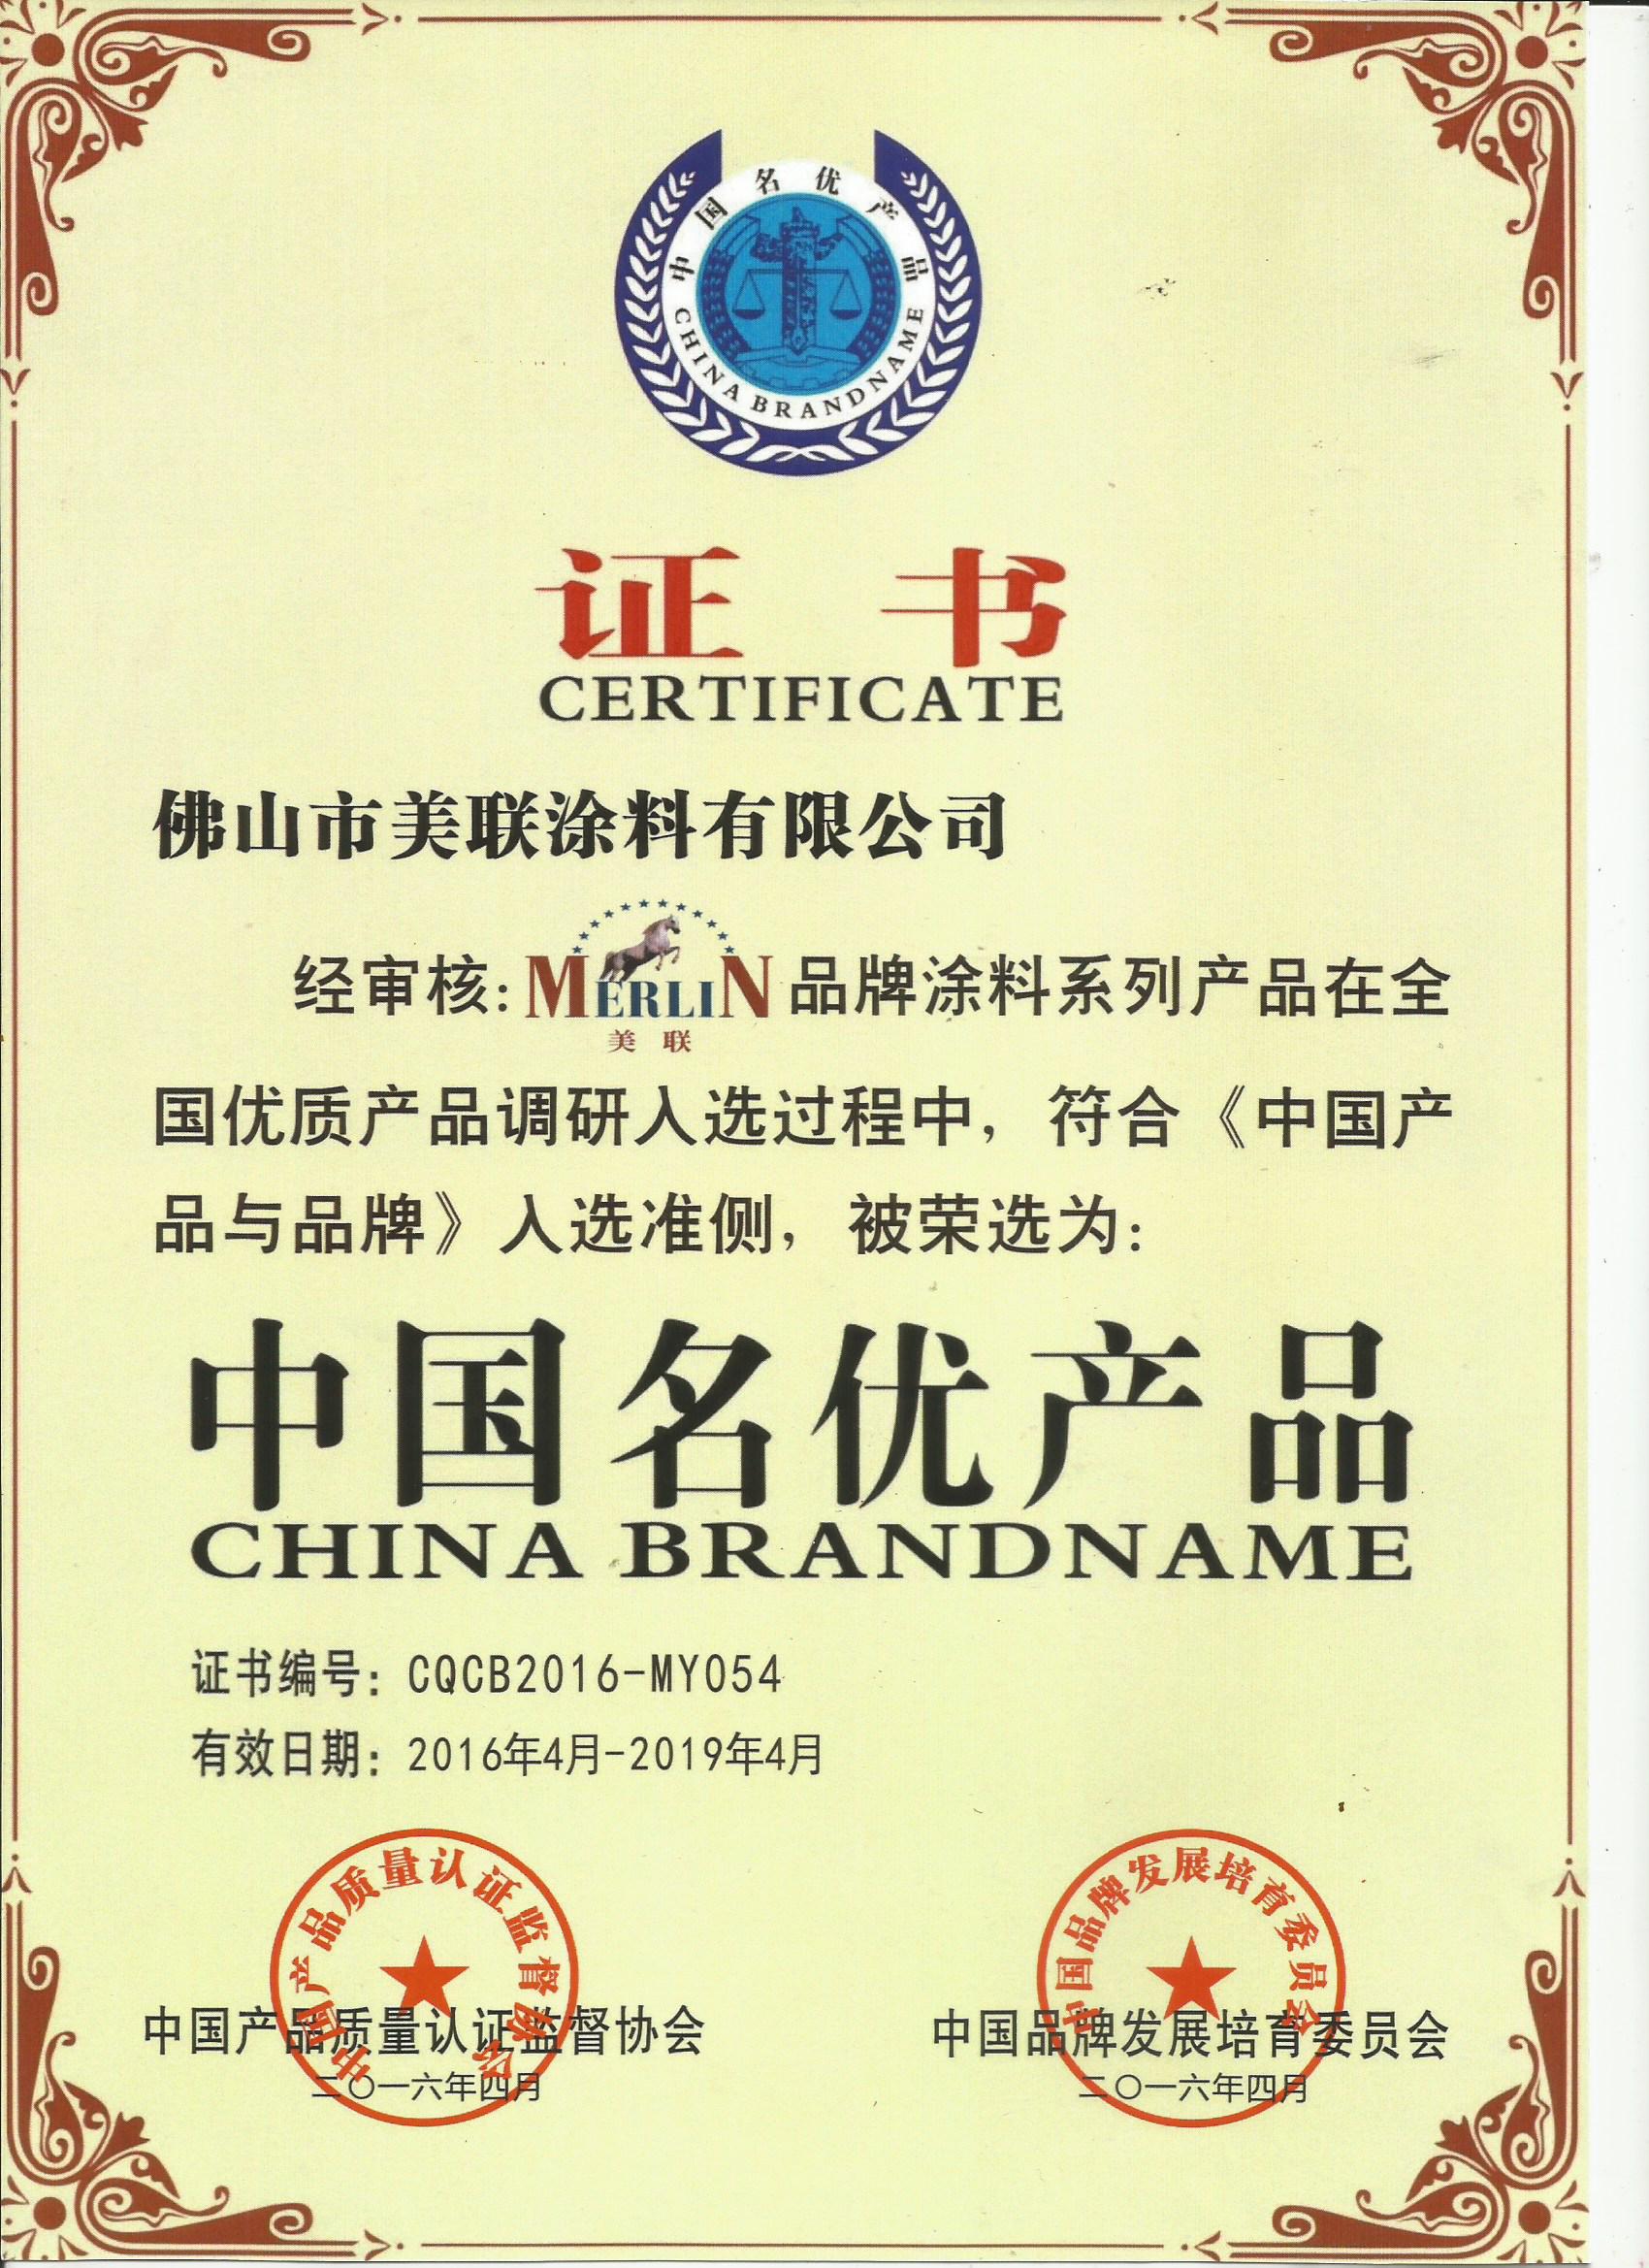 中国名优产品
CHINA BRANDNAME
证书
CERTIFICATE
佛山市美联涂料有限公司
经审核:MERLIN品牌涂料系列产品在全
美联
国优质产品调研入选过程中，符合《中国产
品与品牌》入选准侧，被荣选为:
中国名优产品
CHINA BRANDNAME
证书编号: CQCB2016-MY054
有效日期: 2016年4月-2019年4月
中国产品质量认证监督协会
中国产品质量认证监督协会
二〇一六年四月
中国品牌发展培育委员会
中国品牌发展培育委员会
二〇一六年四月